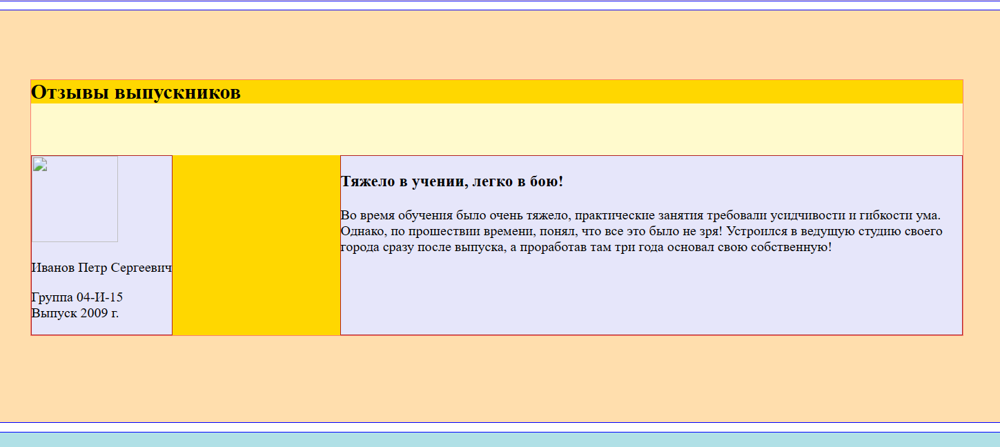 Отзывы выпускников
Иванов Петр Сергеевич
Группа 04-И-15
Выпуск 2009 г.
Тяжело в учении, легко в бою!
Во время обучения было очень тяжело, практические занятия требовали усидчивости и гибкости ума.
Однако, по прошествии времени, понял, что все это было не зря! Устроился в ведущую студию своего
города сразу после выпуска, а проработав там три года основал свою собственную!